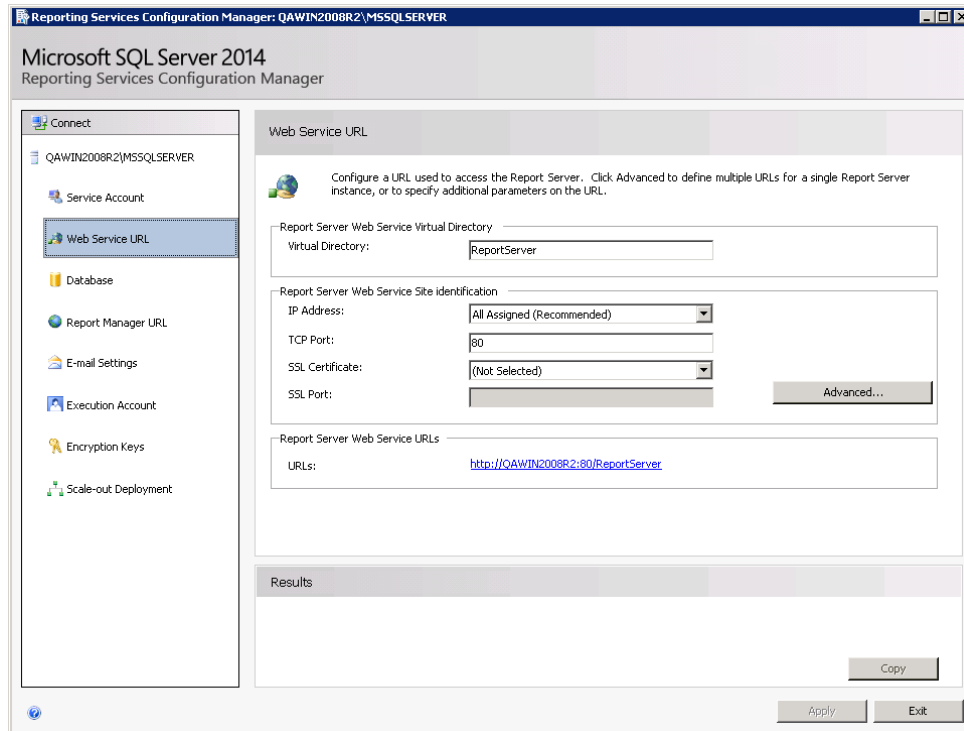 Reporting Services Configuration Manager: QAWIN2008R2\MSSQLSERVER
Microsoft SQL Server 2014
Reporting Services Configuration Manager
Connect
QAWIN2008R2\MSSQLSERVER
Service Account
Web Service URL
Database
Report Manager URL
E-mail Settings
Execution Account
Encryption Keys
Scale-out Deployment
Web Service URL
Configure a URL used to access the Report Server. Click Advanced to define multiple URLs for a single Report Server
instance, or to specify additional parameters on the URL.
Report Server Web Service Virtual Directory
Virtual Directory: ReportServer
Report Server Web Service Site identification
IP Address: All Assigned (Recommended)
TCP Port: 80
SSL Certificate: (Not Selected)
SSL Port:
Advanced...
Report Server Web Service URLs
URLs: http://QAWIN2008R2:80/ReportServer
Results
Copy
Apply Exit